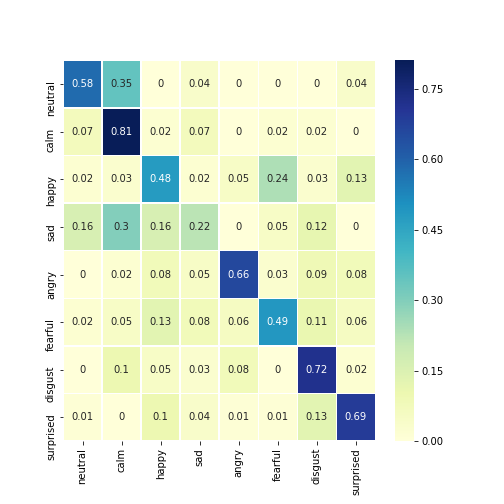 neutral 0.58 0.35 0 0.04 0 0 0 0.04
calm 0.07 0.81 0.02 0.07 0 0.02 0.02 0
happy 0.02 0.03 0.48 0.02 0.05 0.24 0.03 0.13
sad 0.16 0.3 0.16 0.22 0 0.05 0.12 0
angry 0 0.02 0.08 0.05 0.66 0.03 0.09 0.08
fearful 0.02 0.05 0.13 0.08 0.06 0.49 0.11 0.06
disgust 0 0.1 0.05 0.03 0.08 0 0.72 0.02
surprised 0.01 0 0.1 0.04 0.01 0.01 0.13 0.69
neutral calm happy sad angry fearful disgust surprised
0.75
0.60
0.45
0.30
0.15
0.00